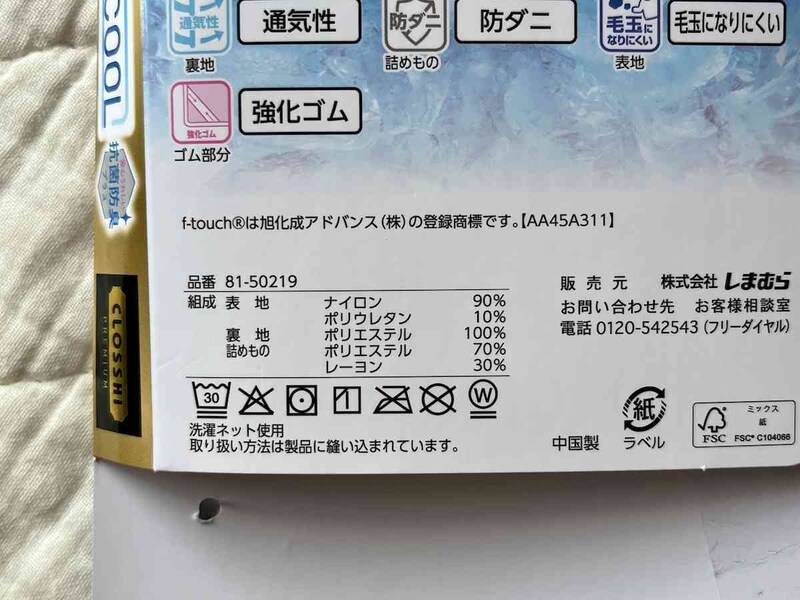 COOL
抗菌防臭
プラス
CLOSSHI
PREMIUM
通気性
通気性
裏地
防ダニ
防ダニ
詰めもの
毛玉に
なりにくい
毛玉になりにくい
表地
強化ゴム
強化ゴム
ゴム部分
f-touch®は旭化成アドバンス(株)の登録商標です。【AA45A311】
品番 81-50219
組成 表 地 ナイロン 90%
ポリウレタン 10%
裏 地 ポリエステル 100%
詰めもの ポリエステル 70%
レーヨン 30%
30 1 W
洗濯ネット使用
取り扱い方法は製品に縫い込まれています。
販 売 元 株式会社 しまむら
お問い合わせ先 お客様相談室
電話 0120-542543 (フリーダイヤル)
中国製
紙
ラベル
FSC
ミックス
紙
FSC® C104066